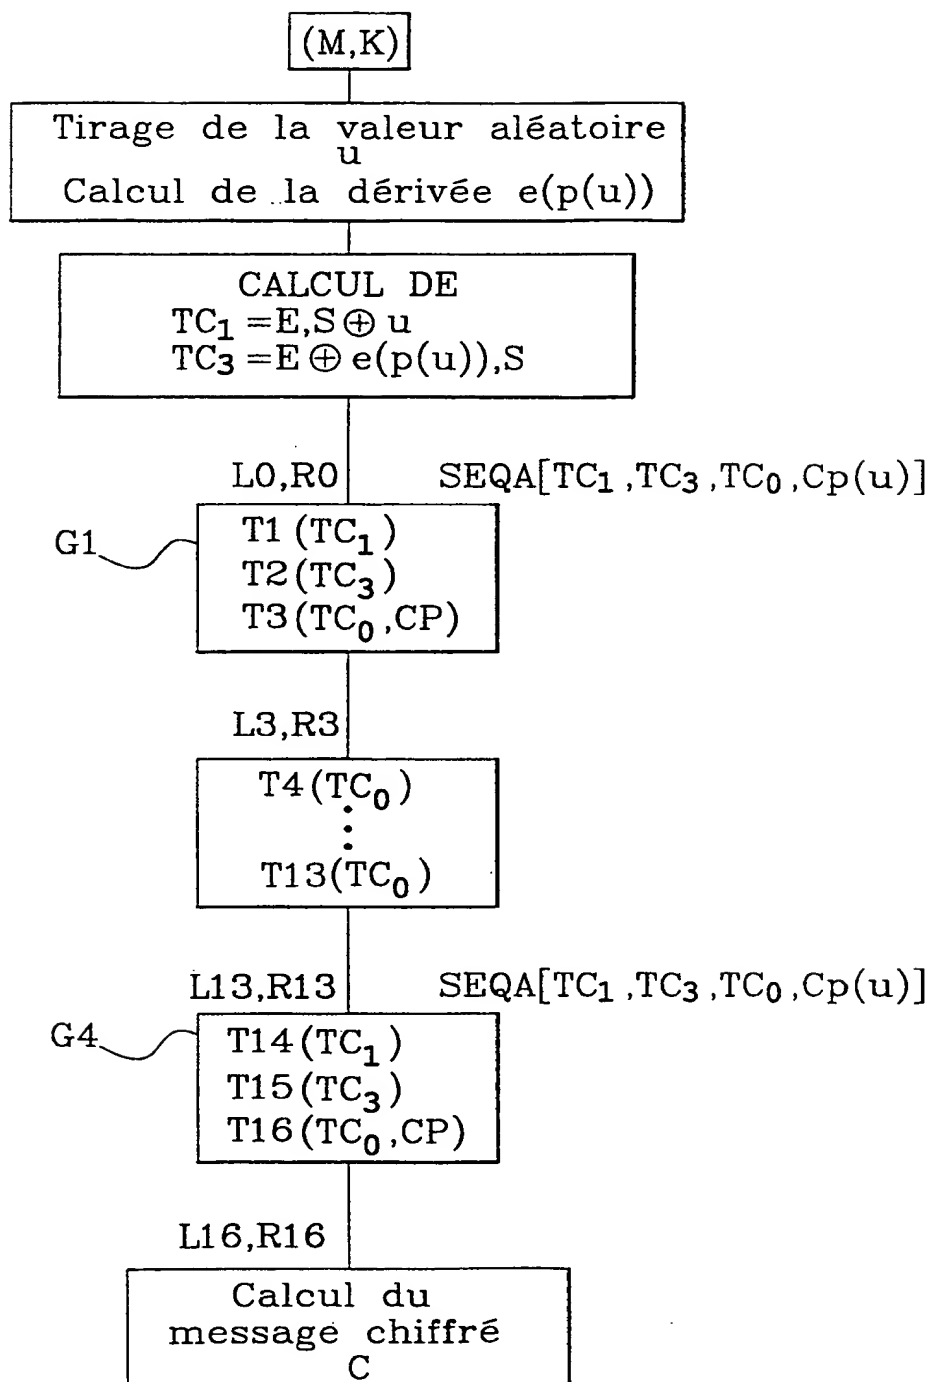 (M,K)
Tirage de la valeur aléatoire
u
Calcul de la dérivée e(p(u))
CALCUL DE
TC₁=E,S⊕u
TC₃=E⊕e(p(u)),S
L0,R0
SEQA[TC₁,TC₃,TC₀,Cp(u)]
G1
T1(TC₁)
T2(TC₃)
T3(TC₀,CP)
L3,R3
T4(TC₀)
⋮
T13(TC₀)
L13,R13
SEQA[TC₁,TC₃,TC₀,Cp(u)]
G4
T14(TC₁)
T15(TC₃)
T16(TC₀,CP)
L16,R16
Calcul du
message chiffré
C